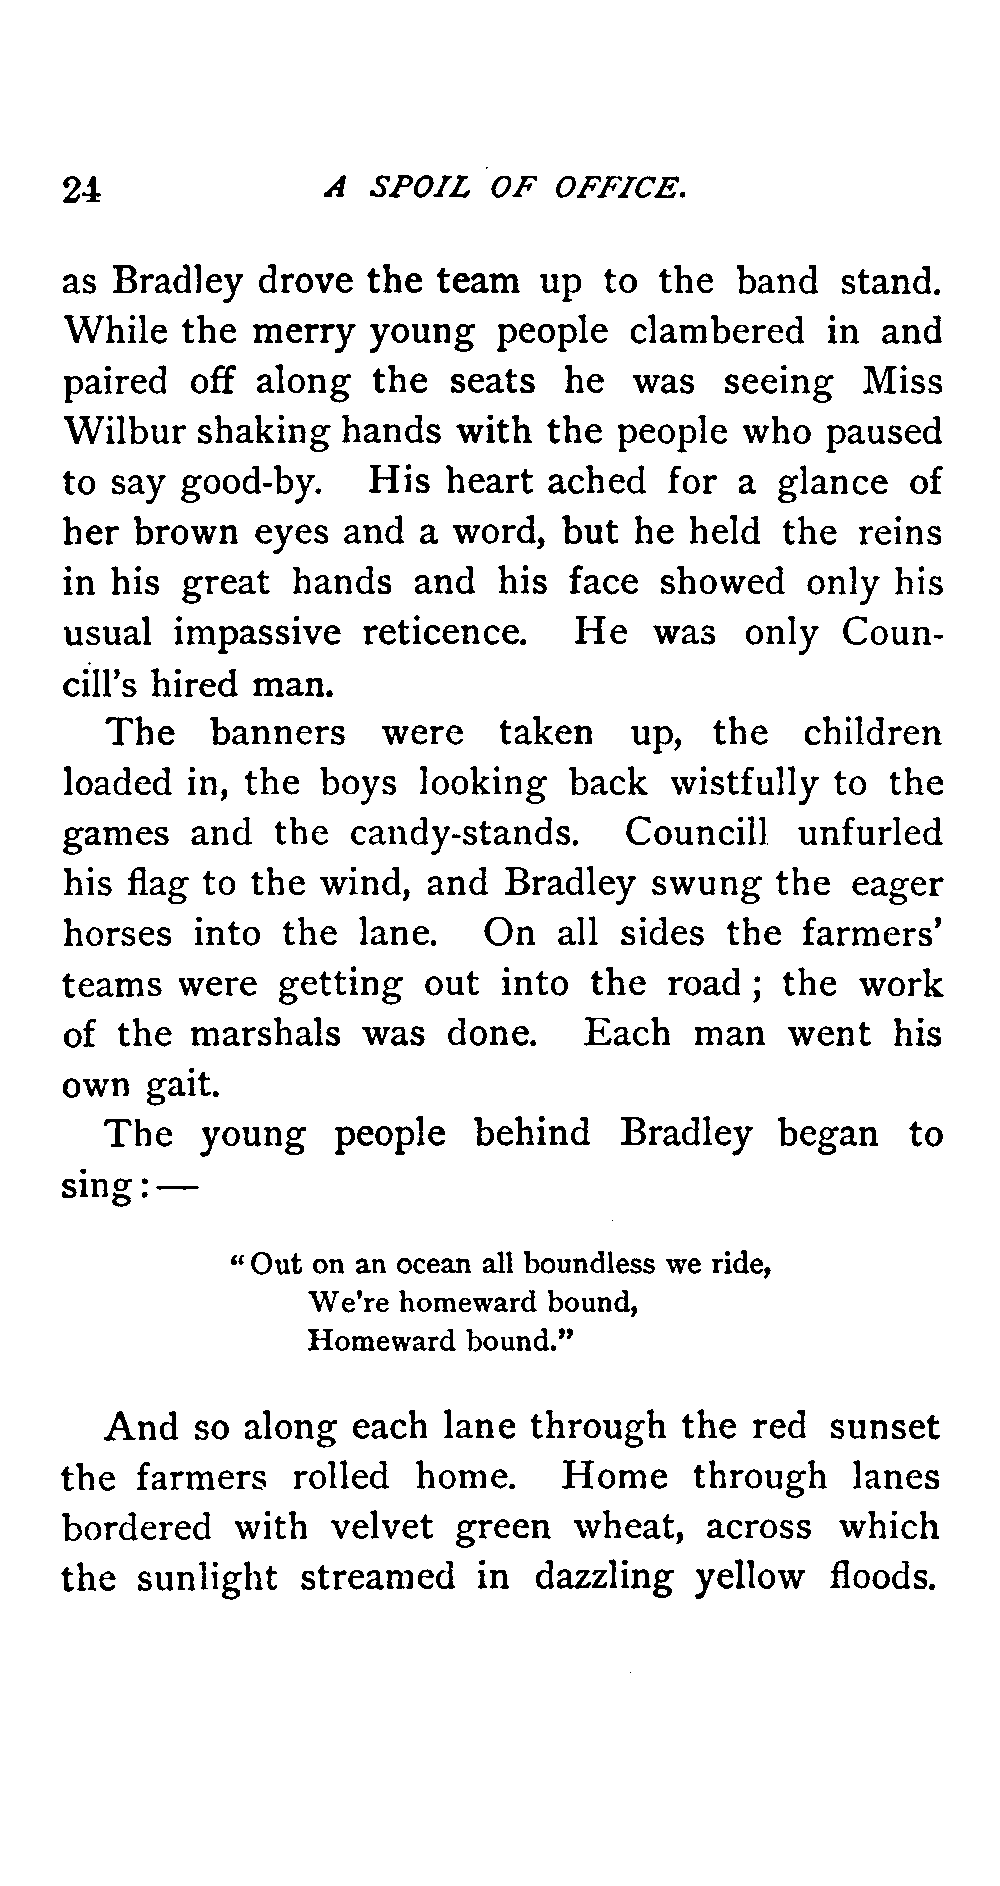 24 A SPOIL OF OFFICE.
as Bradley drove the team up to the band stand.
While the merry young people clambered in and
paired off along the seats he was seeing Miss
Wilbur shaking hands with the people who paused
to say good-by. His heart ached for a glance of
her brown eyes and a word, but he held the reins
in his great hands and his face showed only his
usual impassive reticence. He was only Coun-
cill's hired man.
The banners were taken up, the children
loaded in, the boys looking back wistfully to the
games and the candy-stands. Councill unfurled
his flag to the wind, and Bradley swung the eager
horses into the lane. On all sides the farmers'
teams were getting out into the road; the work
of the marshals was done. Each man went his
own gait.
The young people behind Bradley began to
sing:—
"Out on an ocean all boundless we ride,
We're homeward bound,
Homeward bound."
And so along each lane through the red sunset
the farmers rolled home. Home through lanes
bordered with velvet green wheat, across which
the sunlight streamed in dazzling yellow floods.